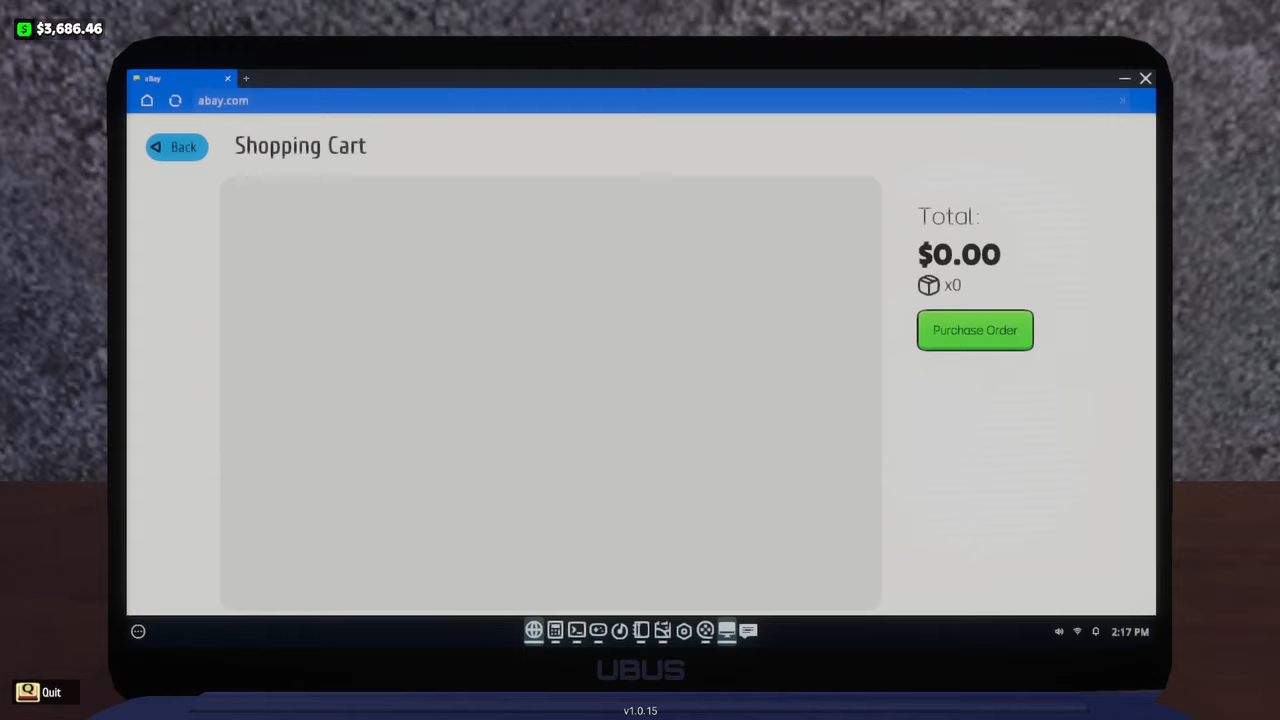 $3,686.46
aBay
abay.com
Back
Shopping Cart
Total:
$0.00
x0
Purchase Order
2:17 PM
UBUS
Q Quit
v1.0.15